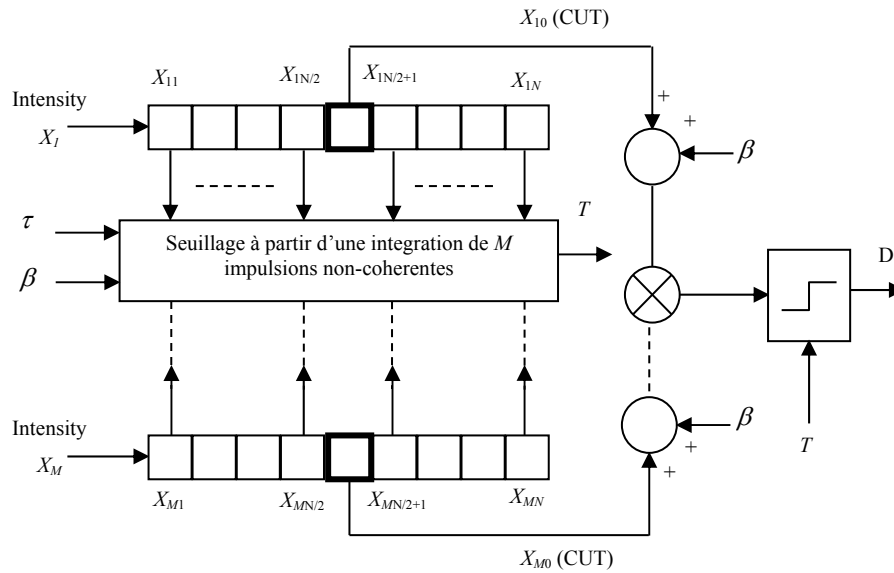 X10 (CUT)
X11
X1N/2
X1N/2+1
X1N
Intensity
XI
+
+
β
τ
T
Seuillage à partir d’une integration de M
impulsions non-coherentes
β
D
Intensity
XM
β
+
+
T
XM1
XMN/2
XMN/2+1
XMN
XM0 (CUT)